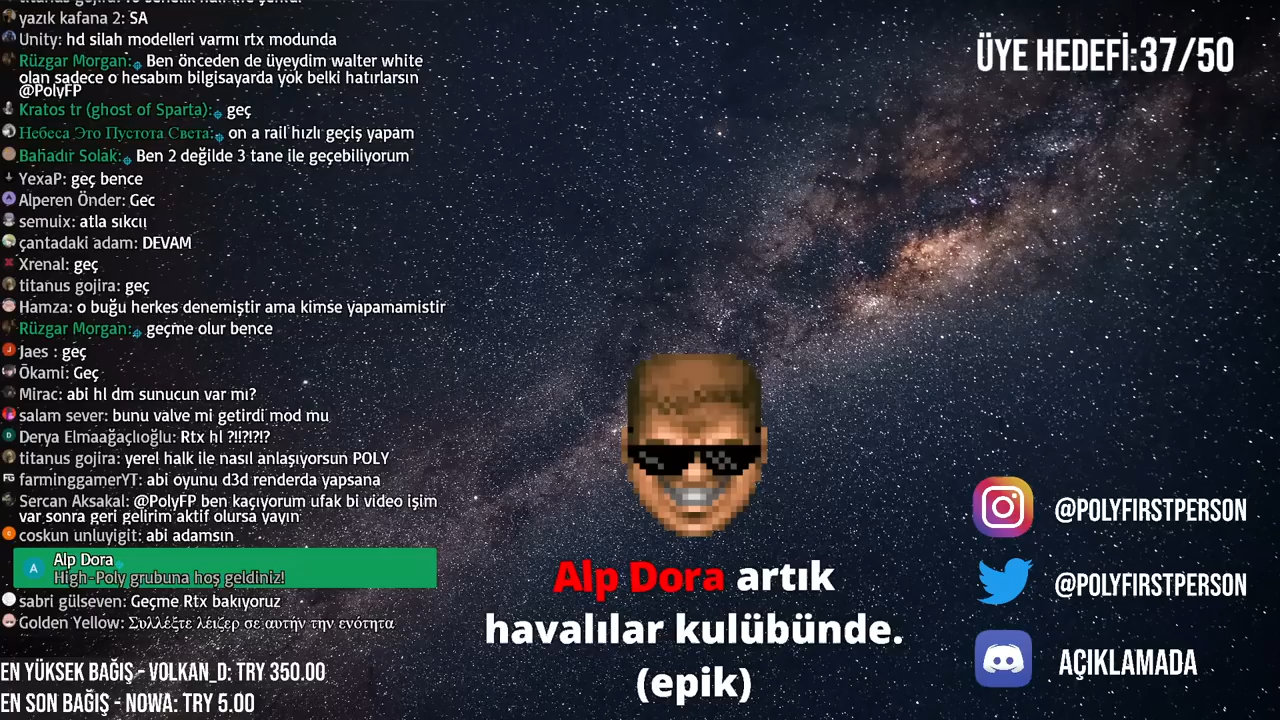 yazık kafana 2: SA
Unity: hd silah modelleri varmı rtx modunda
Rüzgar Morgan: Ben önceden de üyeydim walter white
olan sadece o hesabım bilgisayarda yok belki hatırlarsın
@PolyFP
Kratos tr (ghost of Sparta): geç
Небеса Это Пустота Света: on a rail hızlı geçiş yapam
Bahadır Solak: Ben 2 değilde 3 tane ile geçebiliyorum
YexaP: geç bence
Alperen Önder: Gec
semuix: atla sıkcıı
çantadaki adam: DEVAM
Xrenal: geç
titanus gojira: geç
Hamza: o buğu herkes denemiştir ama kimse yapamamistir
Rüzgar Morgan: geçme olur bence
Jaes : geç
Ōkami: Geç
Mirac: abi hl dm sunucun var mı?
salam sever: bunu valve mi getirdi mod mu
Derya Elmaağaçlıoğlu: Rtx hl ?!!?!?!?
titanus gojira: yerel halk ile nasıl anlaşıyorsun POLY
farminggamerYT: abi oyunu d3d renderda yapsana
Sercan Aksakal: @PolyFP ben kaçıyorum ufak bi video işim
var sonra geri gelirim aktif olursa yayın
coskun unluyigit: abi adamsın
Alp Dora
High-Poly grubuna hoş geldiniz!
sabri gülseven: Geçme Rtx bakıyoruz
Golden Yellow: Συλλέξτε λέιζερ σε αυτήν την ενότητα
EN YÜKSEK BAĞIŞ - VOLKAN_D: TRY 350.00
EN SON BAĞIŞ - NOWA: TRY 5.00
ÜYE HEDEFİ:37/50
Alp Dora artık
havalılar kulübünde.
(epik)
@POLYFIRSTPERSON
@POLYFIRSTPERSON
AÇIKLAMADA